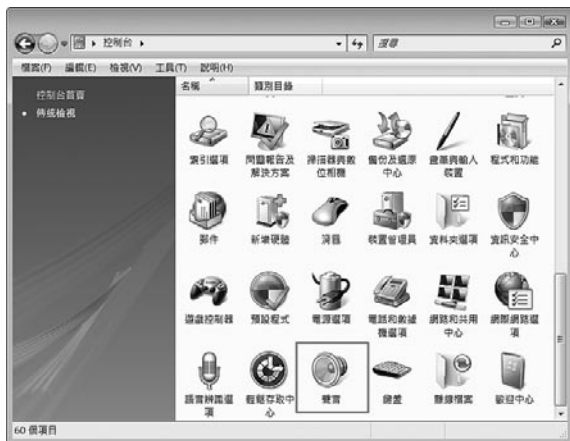 控制台
搜尋
檔案(F) 編輯(E) 檢視(V) 工具(T) 說明(H)
控制台首頁
傳統檢視
名稱 類別目錄
索引選項
問題報告及解決方案
掃描器與數位相機
備份及還原中心
畫筆與輸入裝置
程式和功能
郵件
新增硬體
滑鼠
裝置管理員
資料夾選項
資訊安全中心
遊戲控制器
預設程式
電源選項
電話和數據機選項
網路和共用中心
網際網路選項
語音辨識選項
輕鬆存取中心
聲音
鍵盤
離線檔案
歡迎中心
60 個項目